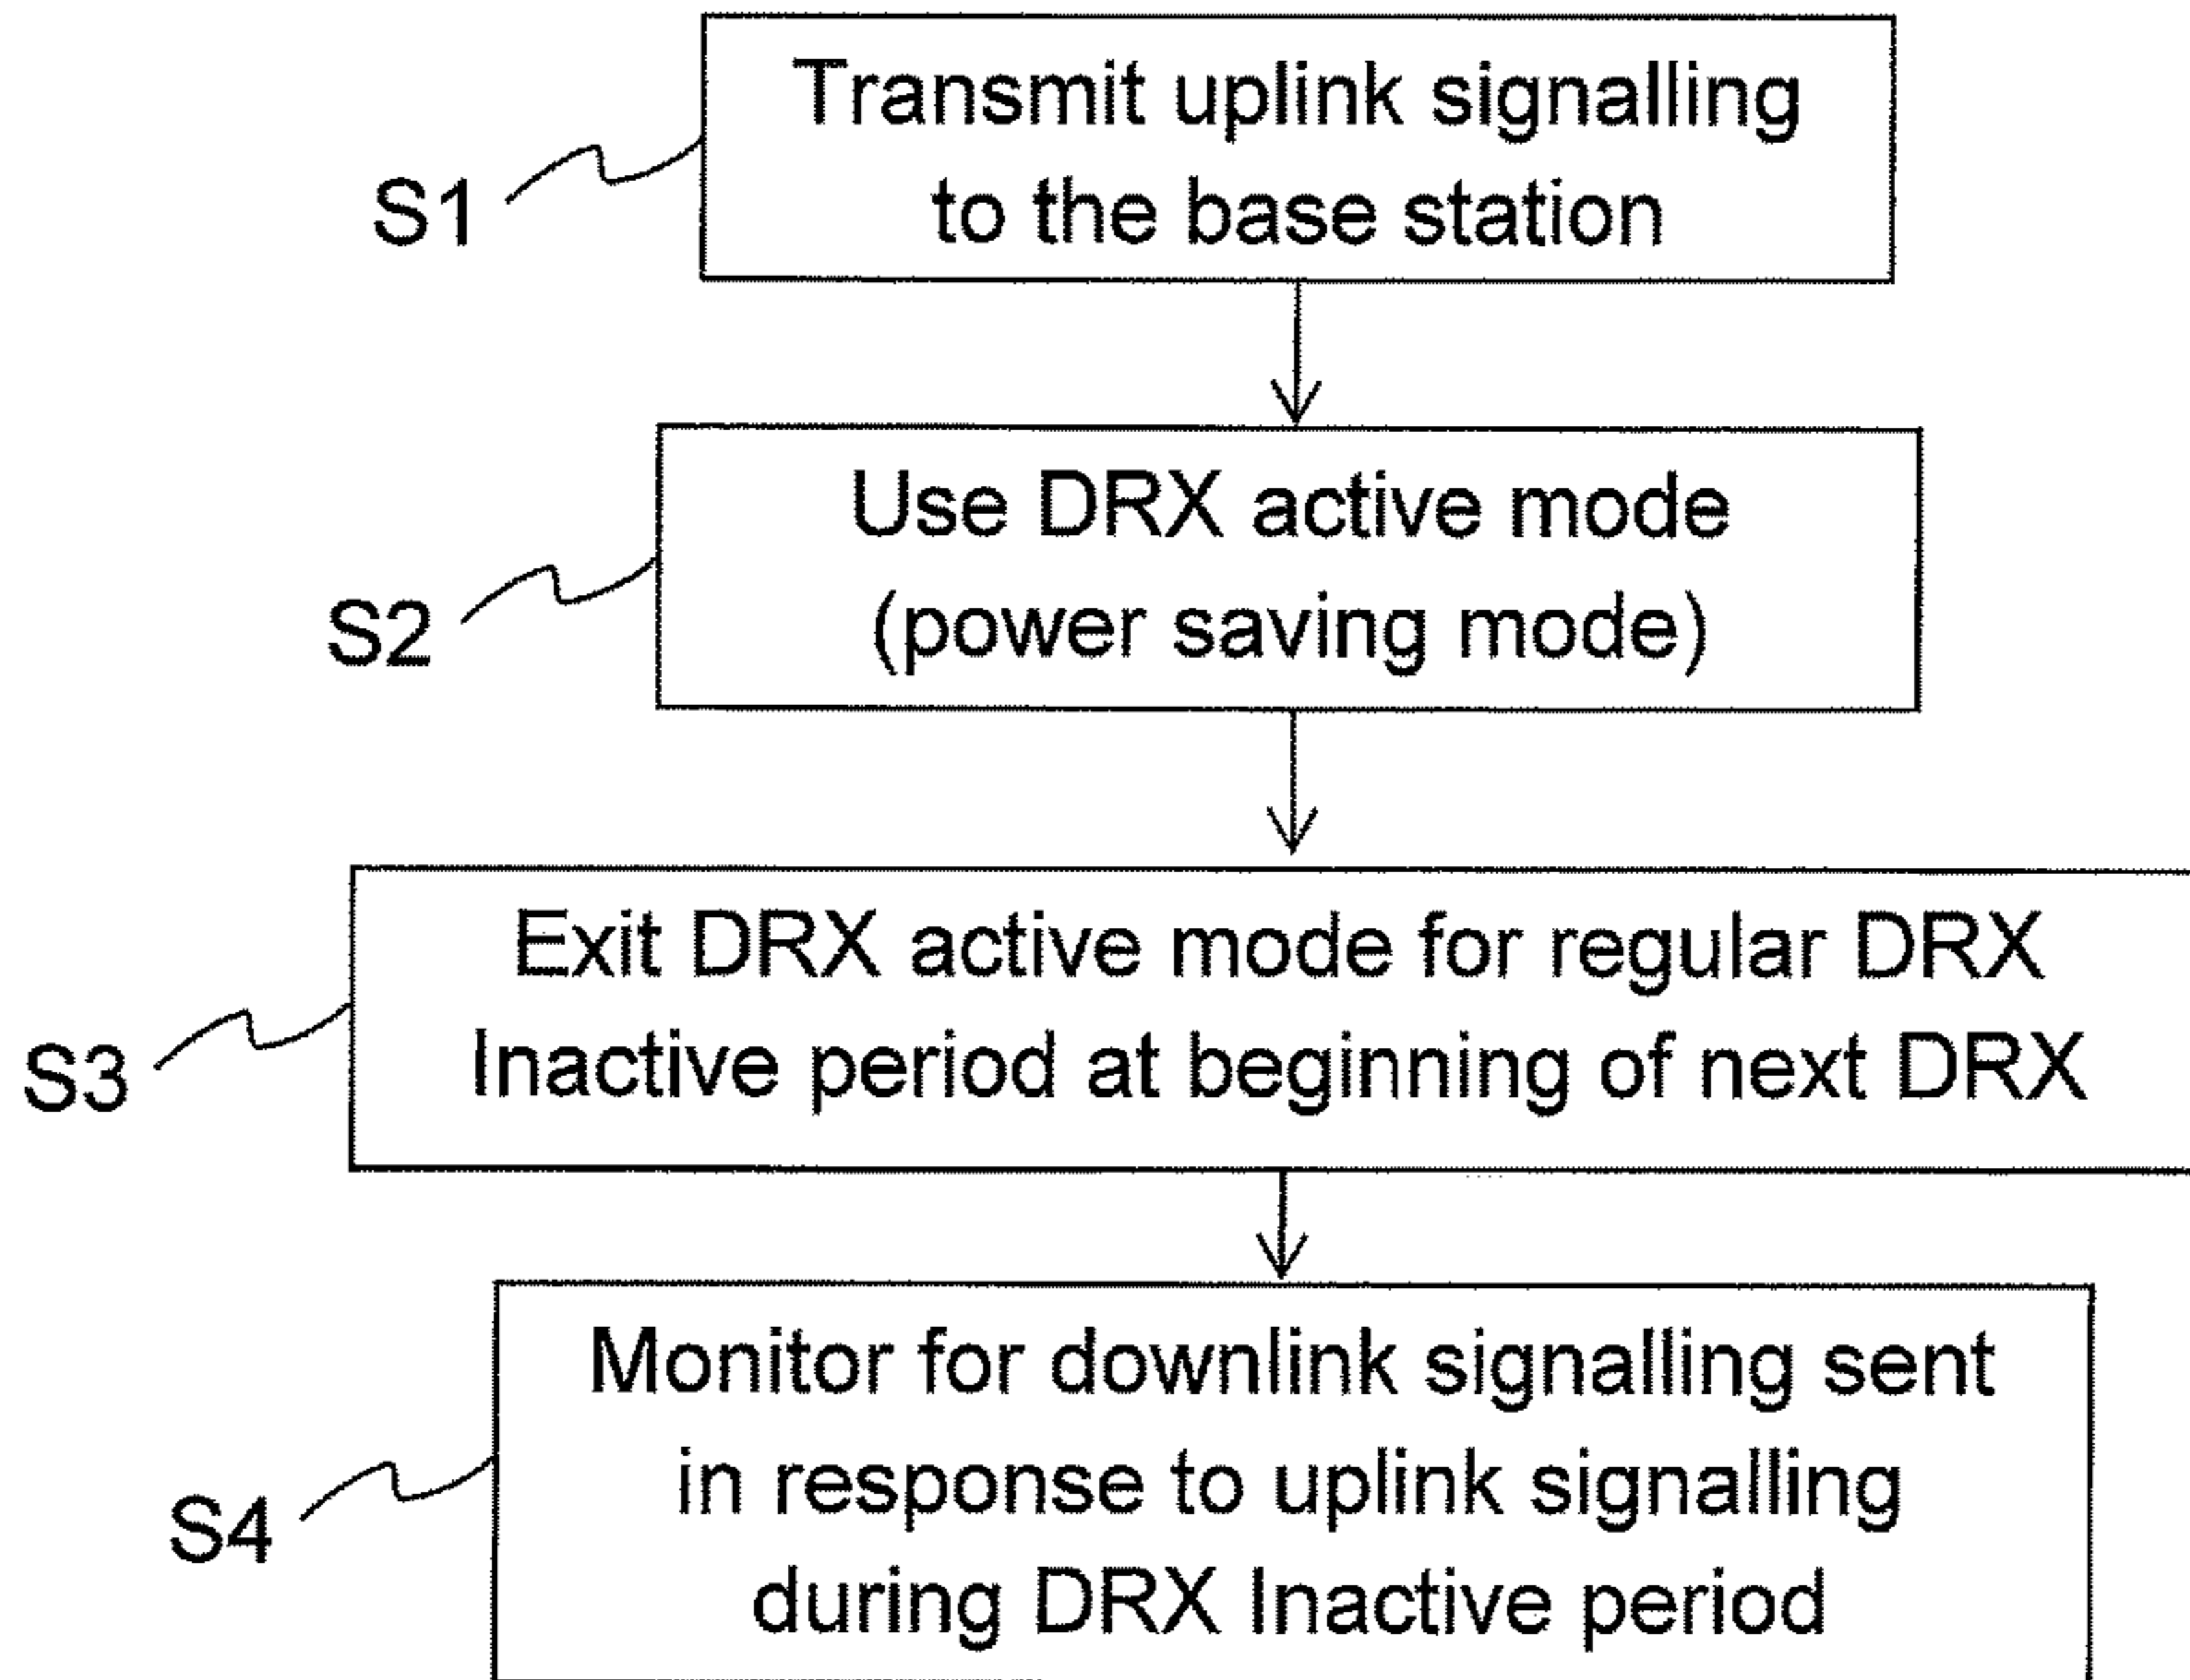 Transmit uplink signalling
to the base station
S1
Use DRX active mode
(power saving mode)
S2
Exit DRX active mode for regular DRX
Inactive period at beginning of next DRX
S3
Monitor for downlink signalling sent
in response to uplink signalling
during DRX Inactive period
S4